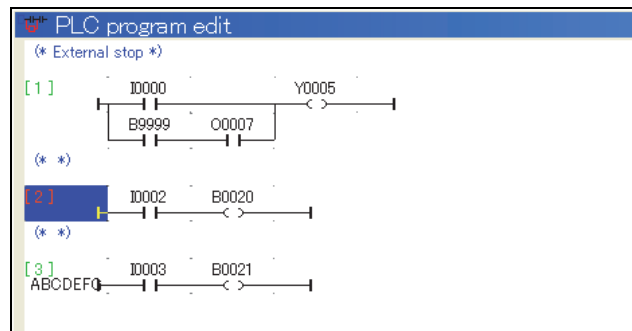 PLC program edit
(* External stop *)
[1] I0000 Y0005
B9999 O0007
(* *)
[2] I0002 B0020
(* *)
[3] I0003 B0021
ABCDEFG